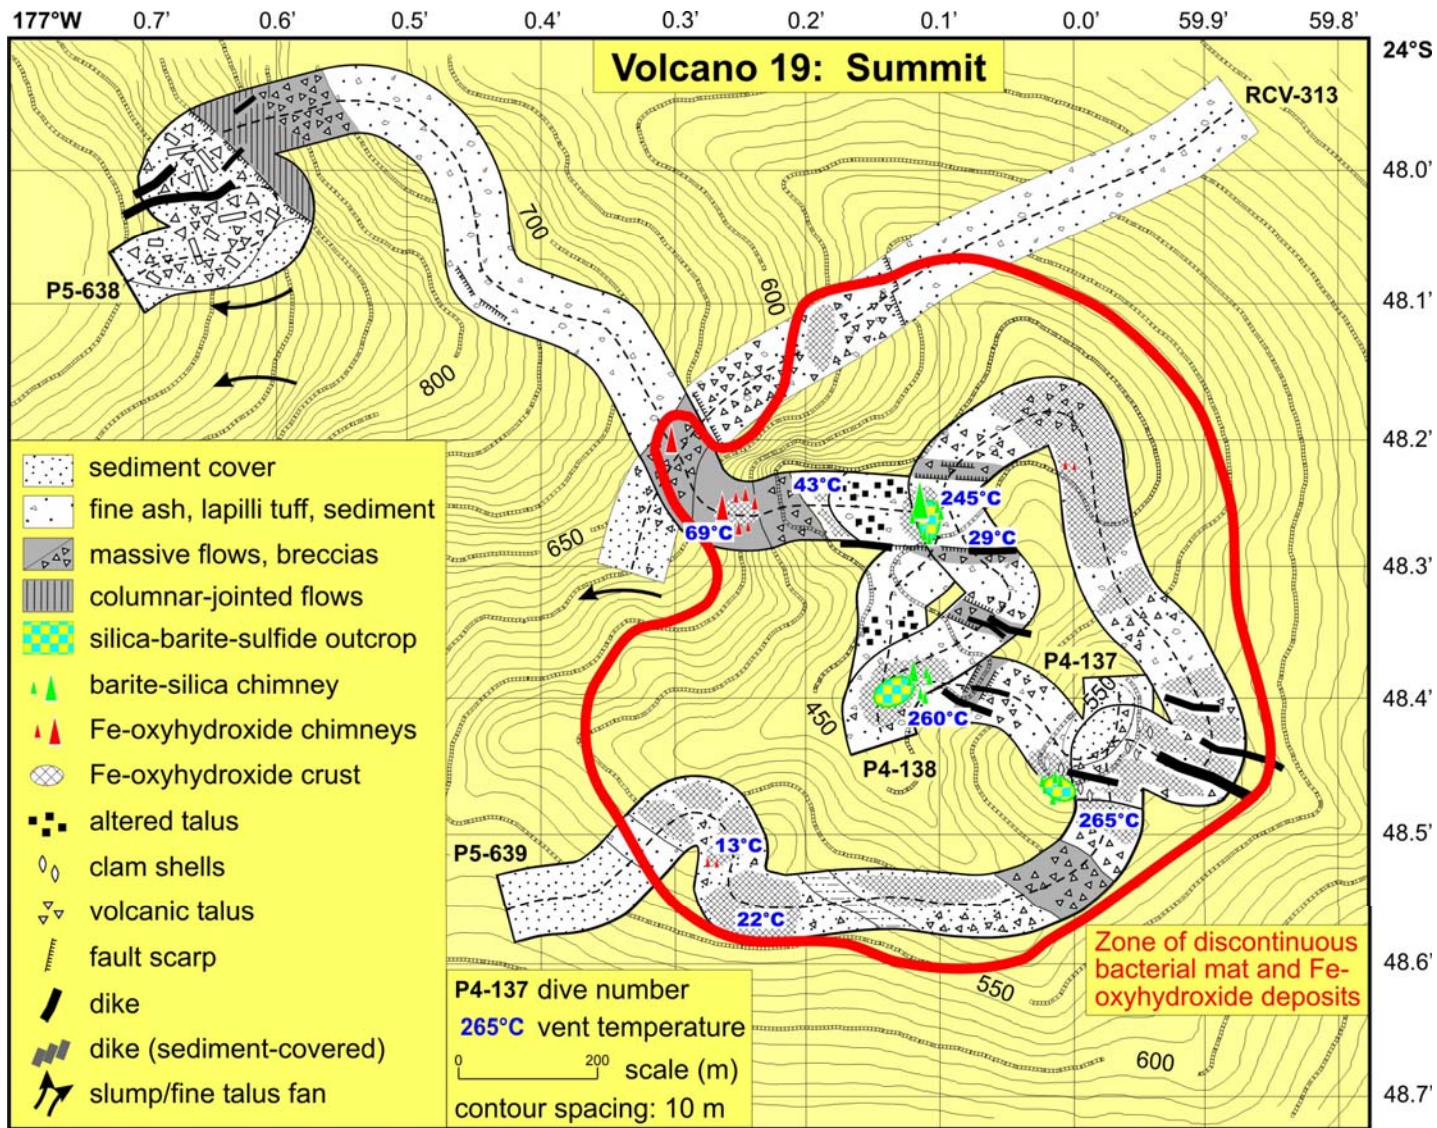 177°W 0.7' 0.6' 0.5' 0.4' 0.3' 0.2' 0.1' 0.0' 59.9' 59.8'
24°S
Volcano 19: Summit
RCV-313
48.0'
700
P5-638
600
48.1'
800
48.2'
sediment cover
fine ash, lapilli tuff, sediment
massive flows, breccias
columnar-jointed flows
silica-barite-sulfide outcrop
barite-silica chimney
Fe-oxyhydroxide chimneys
Fe-oxyhydroxide crust
altered talus
clam shells
volcanic talus
fault scarp
dike
dike (sediment-covered)
slump/fine talus fan
43°C
245°C
69°C
29°C
650
48.3'
P4-137
550
48.4'
450
260°C
P4-138
265°C
48.5'
13°C
P5-639
22°C
Zone of discontinuous
bacterial mat and Fe-
oxyhydroxide deposits
48.6'
550
600
48.7'
P4-137 dive number
265°C vent temperature
0 200
scale (m)
contour spacing: 10 m